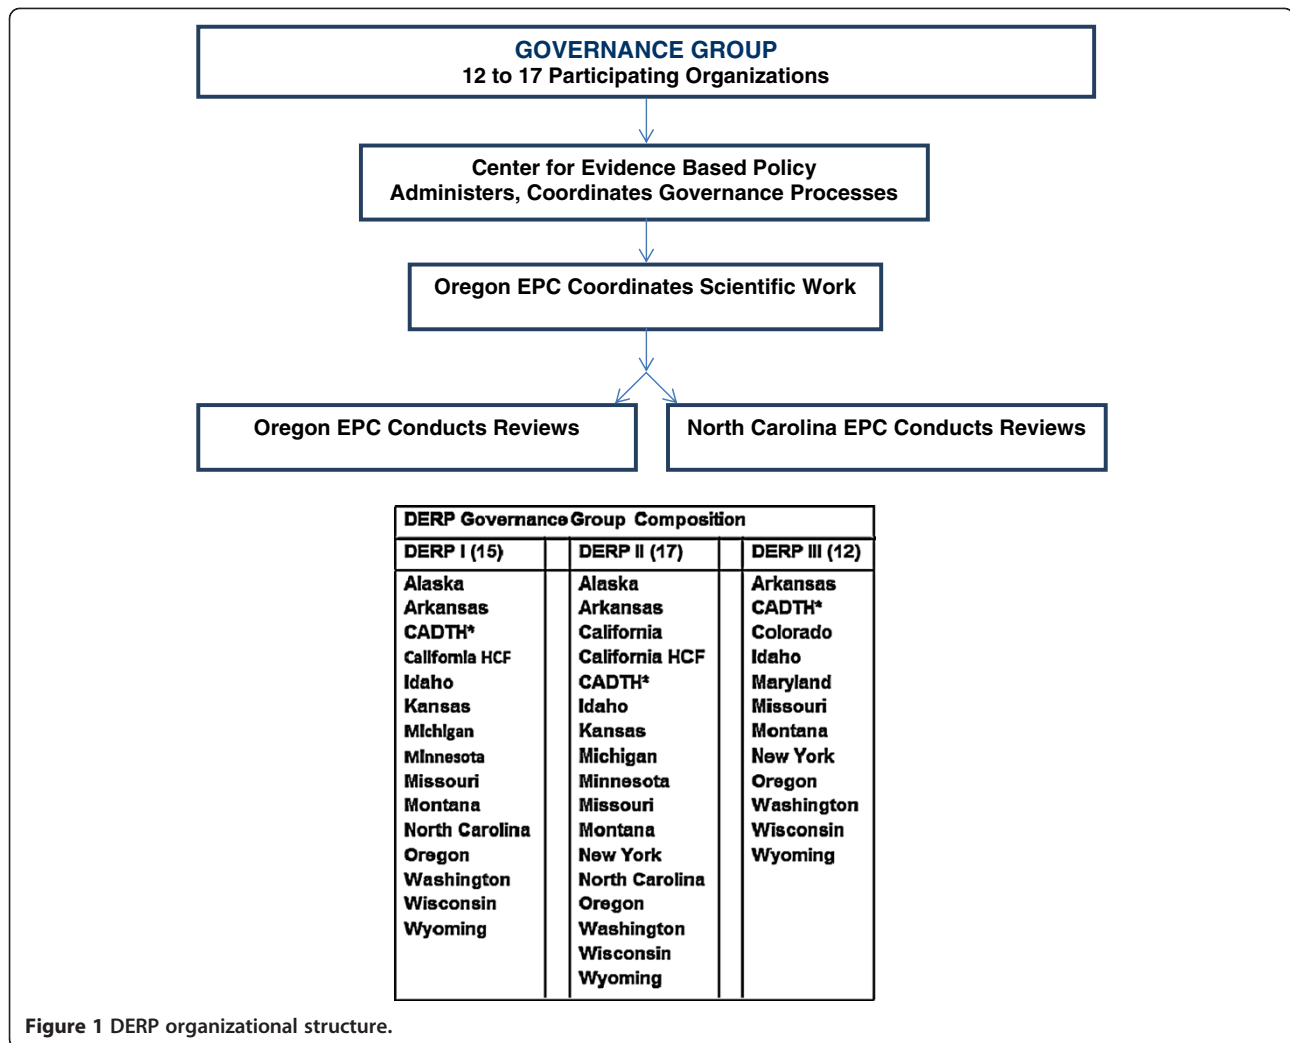 GOVERNANCE GROUP
12 to 17 Participating Organizations
Center for Evidence Based Policy
Administers, Coordinates Governance Processes
Oregon EPC Coordinates Scientific Work
Oregon EPC Conducts Reviews
North Carolina EPC Conducts Reviews
DERP Governance Group Composition
DERP I (15)
Alaska
Arkansas
CADTH*
California HCF
Idaho
Kansas
Michigan
Minnesota
Missouri
Montana
North Carolina
Oregon
Washington
Wisconsin
Wyoming
DERP II (17)
Alaska
Arkansas
California
California HCF
CADTH*
Idaho
Kansas
Michigan
Minnesota
Missouri
Montana
New York
North Carolina
Oregon
Washington
Wisconsin
Wyoming
DERP III (12)
Arkansas
CADTH*
Colorado
Idaho
Maryland
Missouri
Montana
New York
Oregon
Washington
Wisconsin
Wyoming
Figure 1 DERP organizational structure.